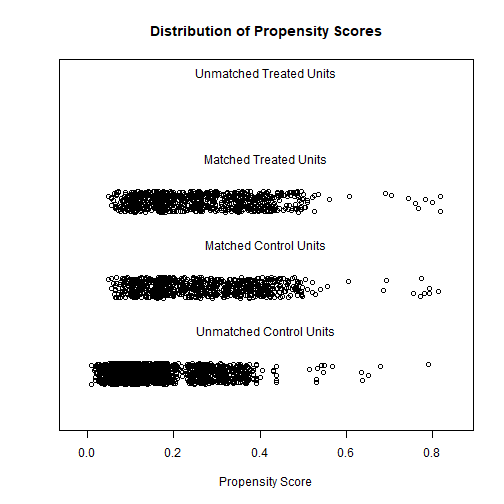 Distribution of Propensity Scores
Unmatched Treated Units
Matched Treated Units
Matched Control Units
Unmatched Control Units
0.0 0.2 0.4 0.6 0.8
Propensity Score